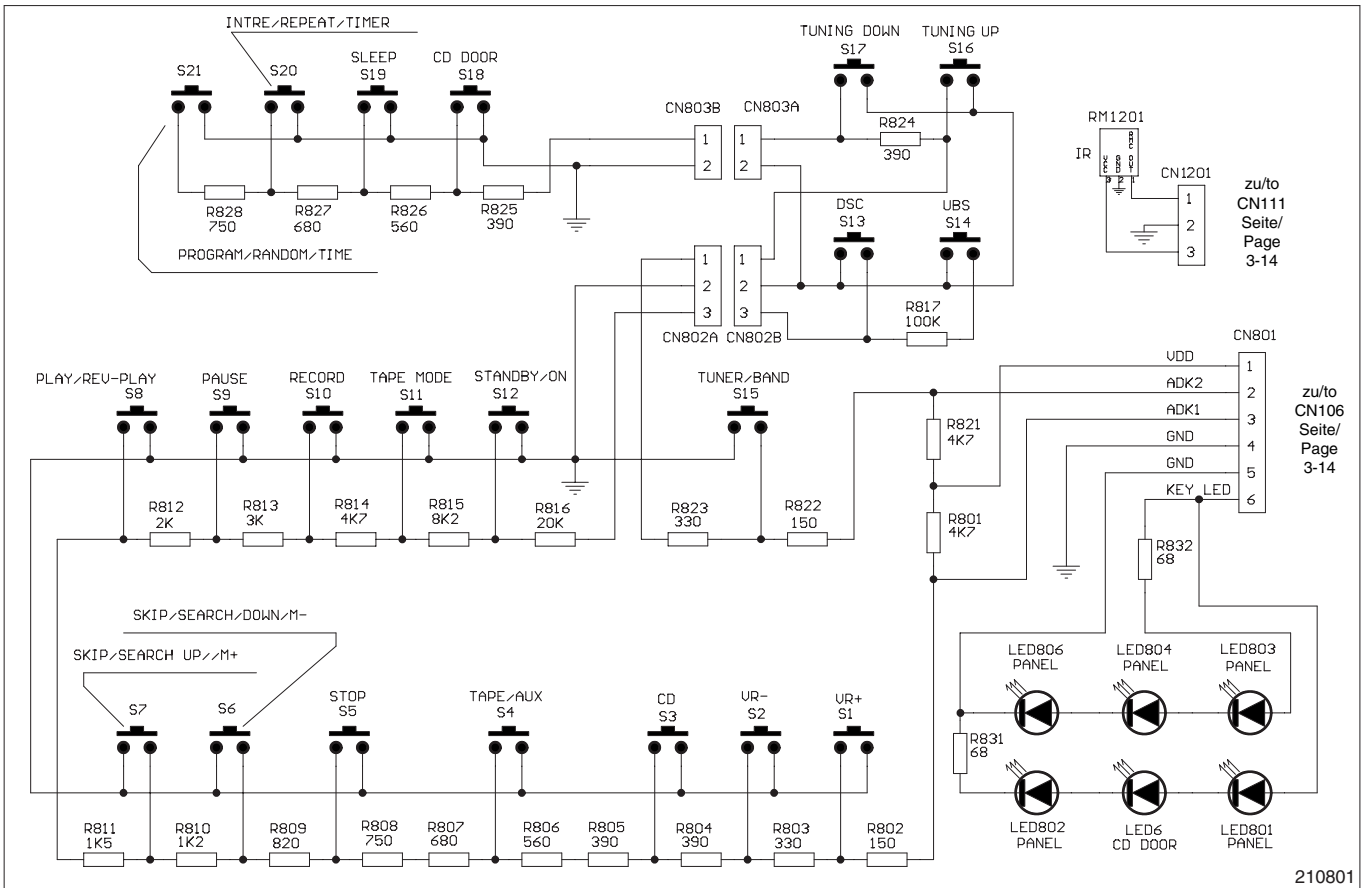 INTRE/REPEAT/TIMER
S21
S20
SLEEP
S19
CD DOOR
S18
TUNING DOWN
S17
TUNING UP
S16
CN803B
CN803A
1
2
1
2
R824
390
R828
750
R827
680
R826
560
R825
390
PROGRAM/RANDOM/TIME
RM1201
IR
VCC
GND
RMC OUT
3
2
1
CN1201
1
2
3
zu/to
CN111
Seite/
Page
3-14
DSC
S13
UBS
S14
1
2
3
1
2
3
CN802A
CN802B
R817
100K
PLAY/REV-PLAY
S8
PAUSE
S9
RECORD
S10
TAPE MODE
S11
STANDBY/ON
S12
TUNER/BAND
S15
R812
2K
R813
3K
R814
4K7
R815
8K2
R816
20K
R823
330
R822
150
R821
4K7
R801
4K7
CN801
VDD
1
ADK2
2
ADK1
3
GND
4
GND
5
KEY LED
6
zu/to
CN106
Seite/
Page
3-14
R832
68
SKIP/SEARCH/DOWN/M-
SKIP/SEARCH UP//M+
S7
S6
STOP
S5
TAPE/AUX
S4
CD
S3
VR-
S2
VR+
S1
R811
1K5
R810
1K2
R809
820
R808
750
R807
680
R806
560
R805
390
R804
390
R803
330
R802
150
LED806
PANEL
LED804
PANEL
LED803
PANEL
R831
68
LED802
PANEL
LED6
CD DOOR
LED801
PANEL
210801